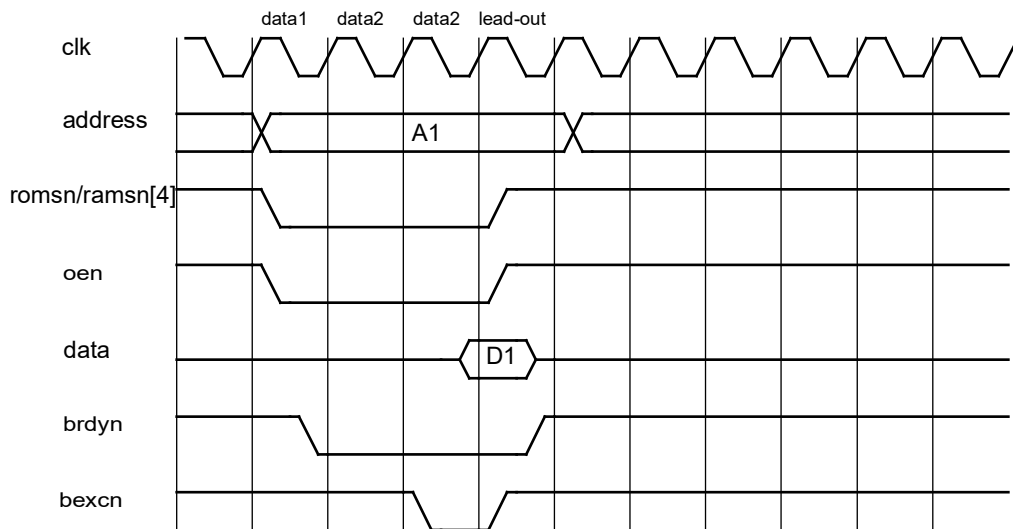 data1 data2 data2 lead-out
clk
address
A1
romsn/ramsn[4]
oen
data
D1
brdyn
bexcn